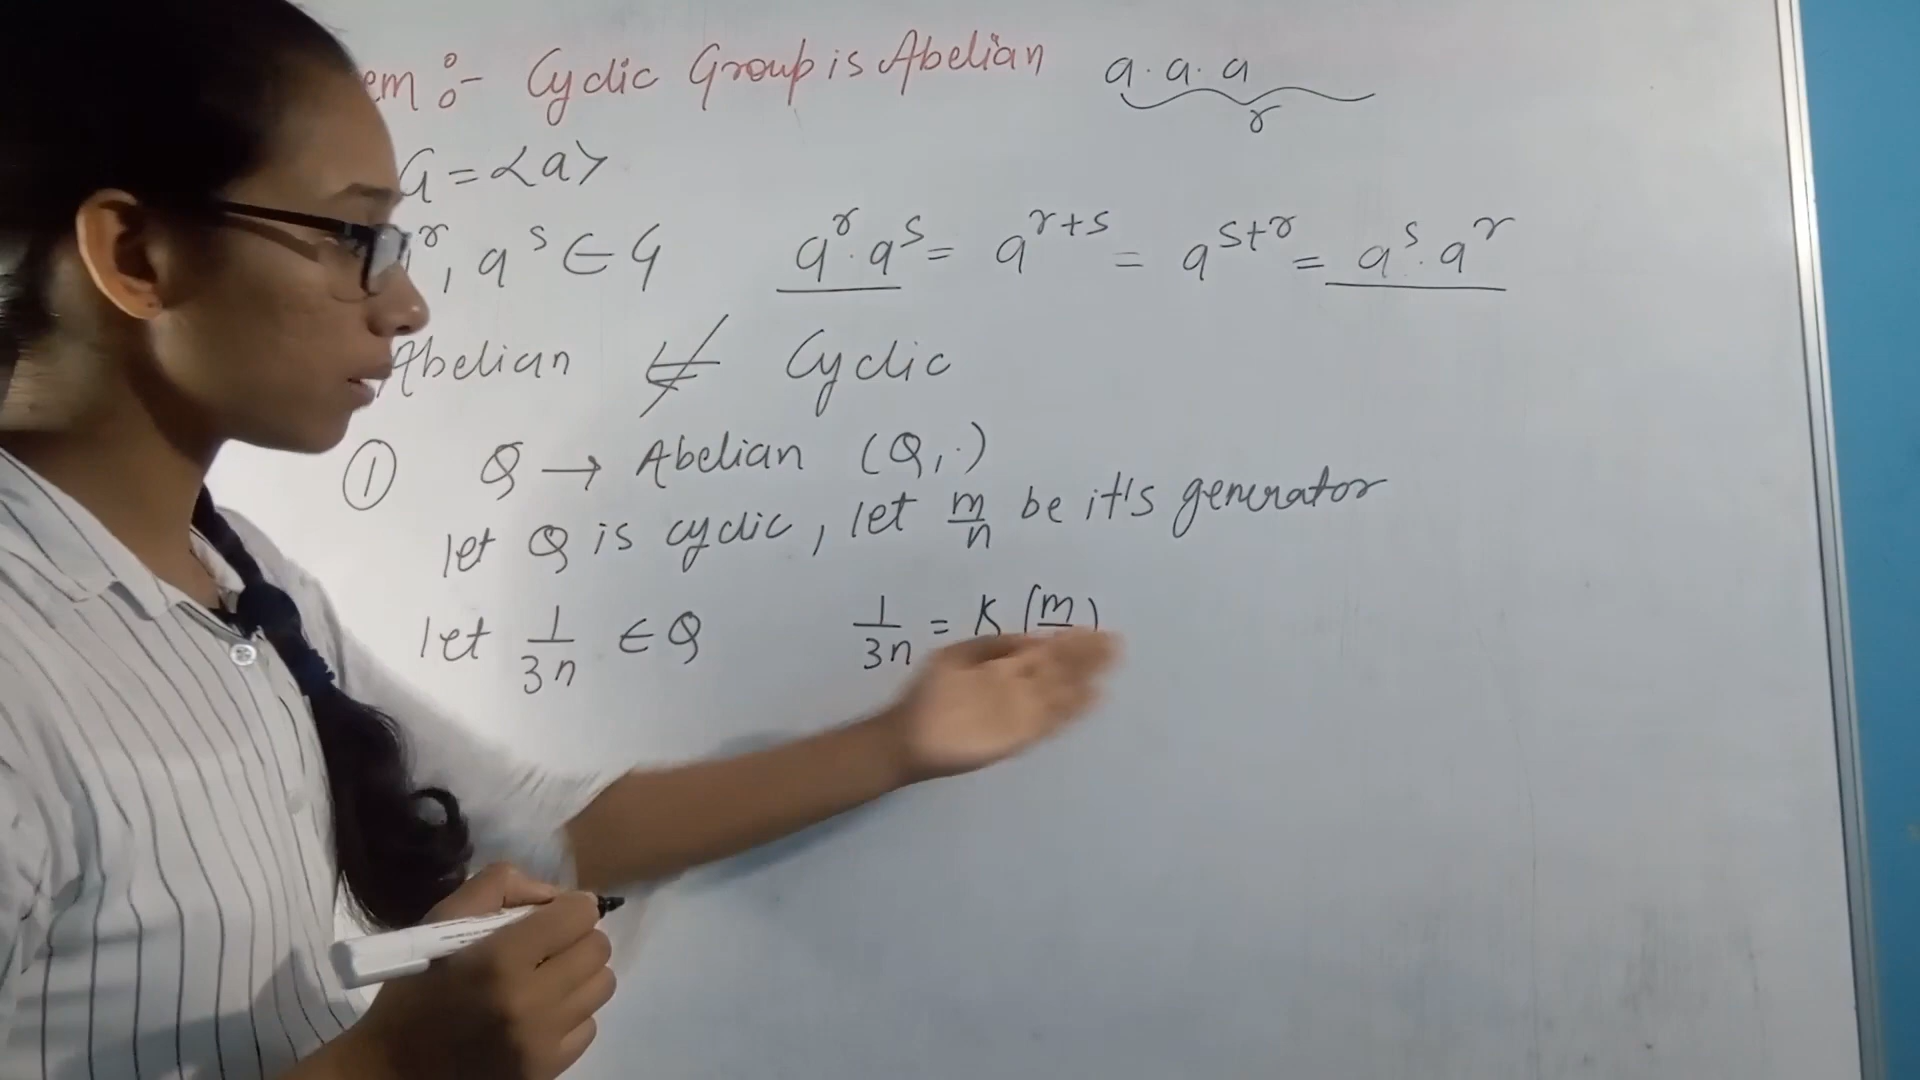 em :- Cyclic Group is Abelian a.a.a
r
G = <a>
r, a^s ∈ G a^r . a^s = a^(r+s) = a^(s+r) = a^s . a^r
Abelian ⇍ Cyclic
① Q → Abelian (Q, .)
let Q is cyclic, let m/n be it's generator
let 1/3n ∈ Q 1/3n = K (m )